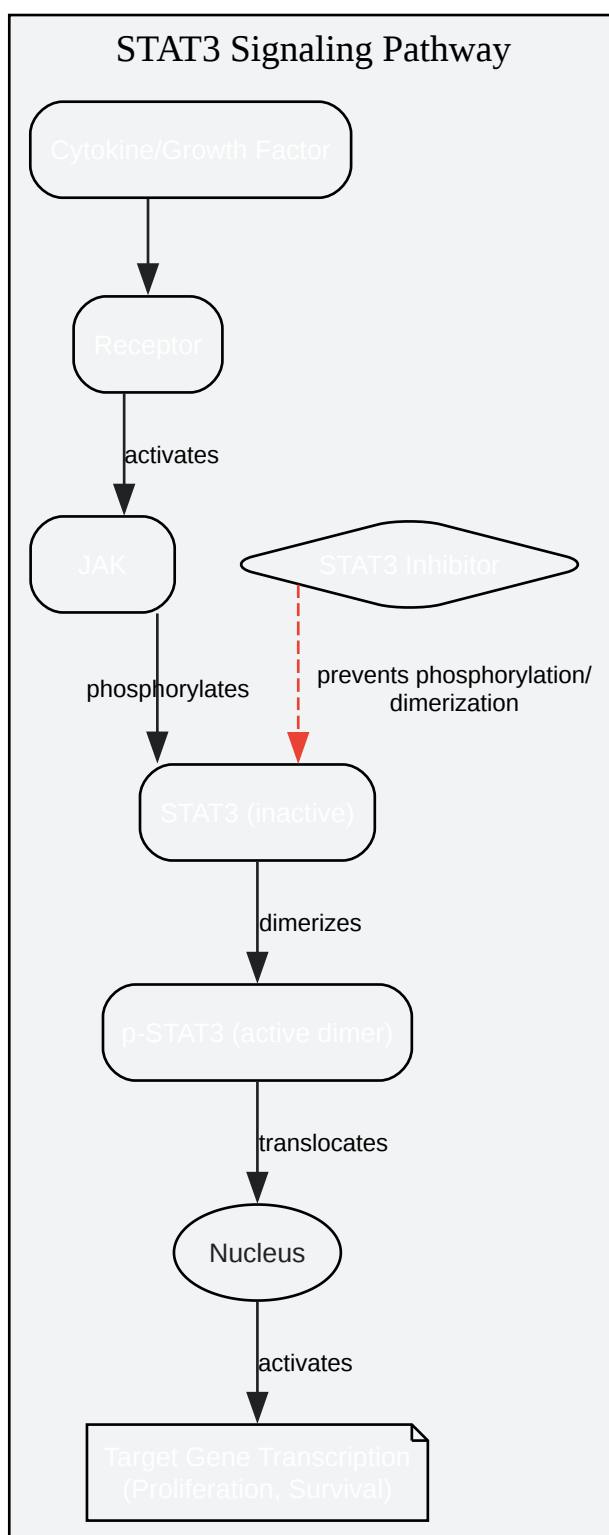 STAT3 Signaling Pathway
Cytokine/Growth Factor
Receptor
activates
JAK
STAT3 Inhibitor
phosphorylates
prevents phosphorylation/
dimerization
STAT3 (inactive)
dimerizes
p-STAT3 (active dimer)
translocates
Nucleus
activates
Target Gene Transcription
(Proliferation, Survival)